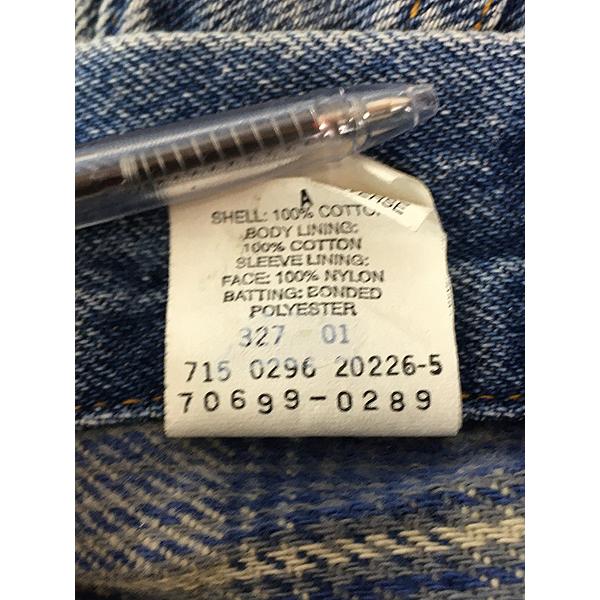 A
SHELL: 100% COTTO
BODY LINING:
100% COTTON
SLEEVE LINING:
FACE: 100% NYLON
BATTING: BONDED
POLYESTER
327 01
715 0296 20226-5
70699-0289